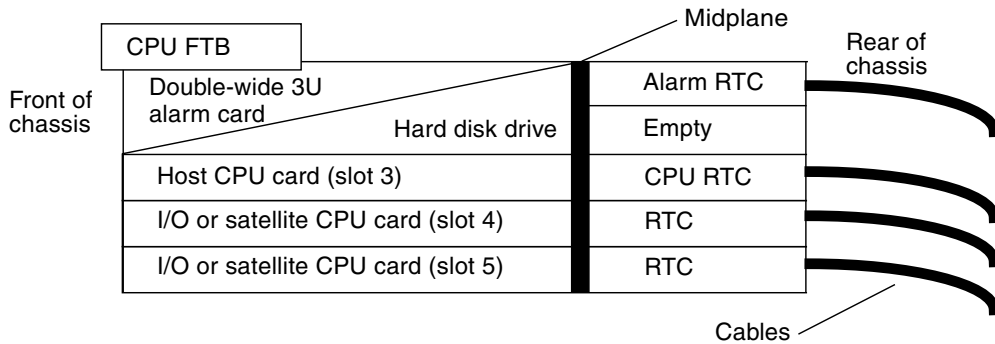 Midplane
CPU FTB
Rear of
chassis
Front of
chassis
Double-wide 3U
alarm card
Alarm RTC
Hard disk drive
Empty
Host CPU card (slot 3)
CPU RTC
I/O or satellite CPU card (slot 4)
RTC
I/O or satellite CPU card (slot 5)
RTC
Cables